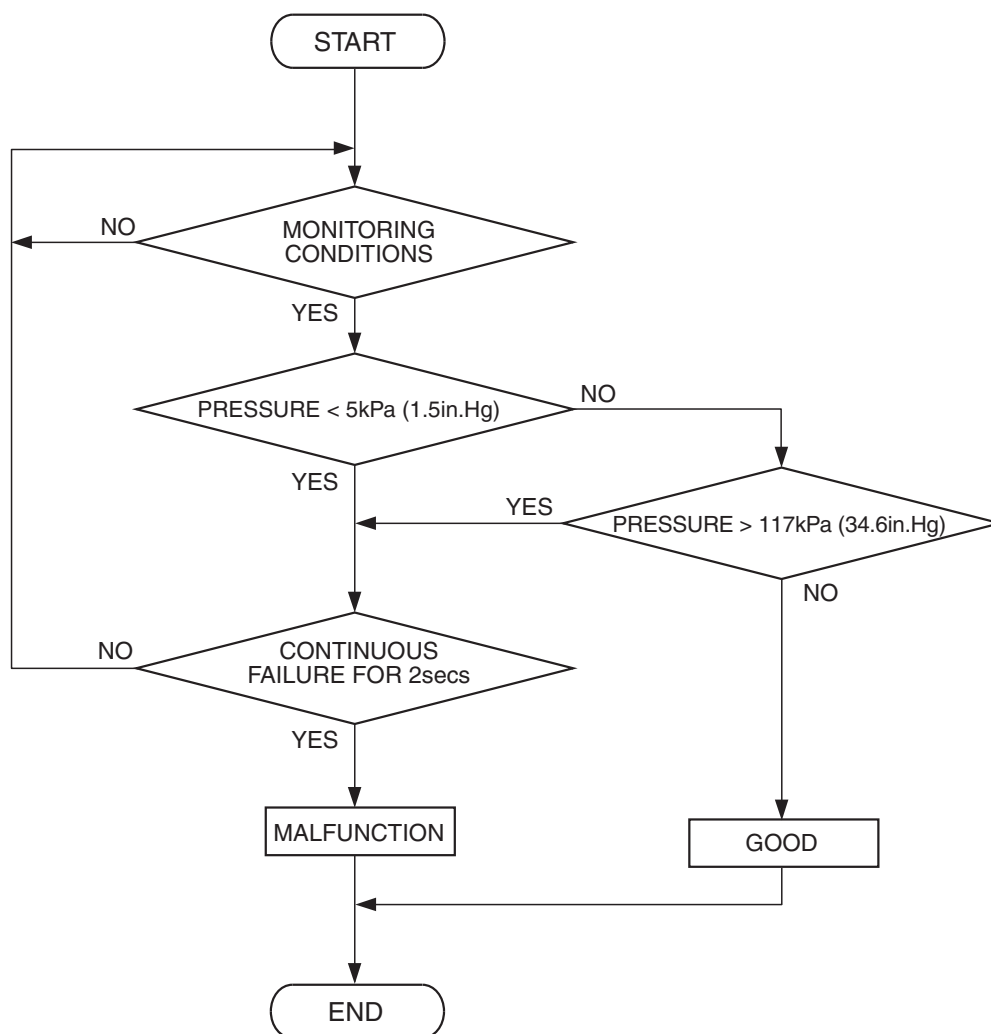 START
NO
MONITORING
CONDITIONS
YES
PRESSURE < 5kPa (1.5in.Hg)
NO
YES
YES
PRESSURE > 117kPa (34.6in.Hg)
NO
NO
CONTINUOUS
FAILURE FOR 2secs
YES
MALFUNCTION
GOOD
END